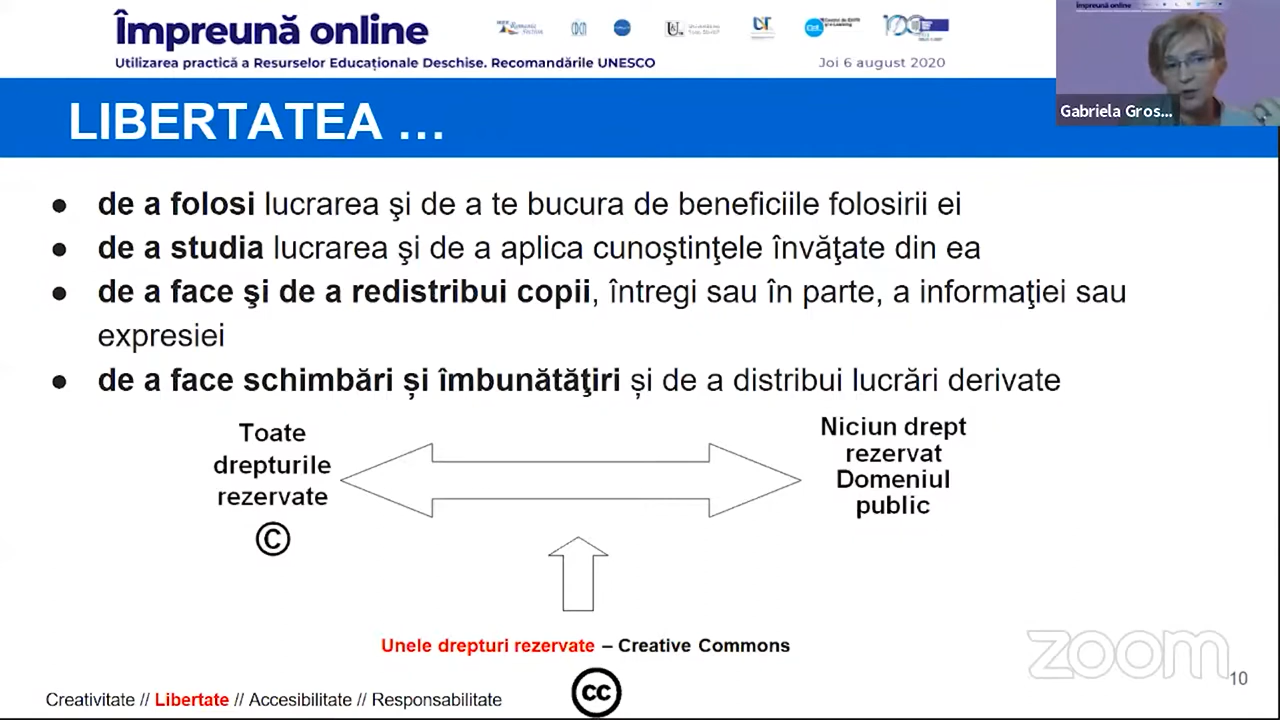 Împreună online
Utilizarea practică a Resurselor Educaționale Deschise. Recomandările UNESCO
Joi 6 august 2020
Gabriela Gros...
LIBERTATEA …
● de a folosi lucrarea şi de a te bucura de beneficiile folosirii ei
● de a studia lucrarea şi de a aplica cunoştinţele învăţate din ea
● de a face şi de a redistribui copii, întregi sau în parte, a informaţiei sau
expresiei
● de a face schimbări și îmbunătăţiri și de a distribui lucrări derivate
Toate
drepturile
rezervate
©
Niciun drept
rezervat
Domeniul
public
Unele drepturi rezervate – Creative Commons
cc
zoom
10
Creativitate // Libertate // Accesibilitate // Responsabilitate